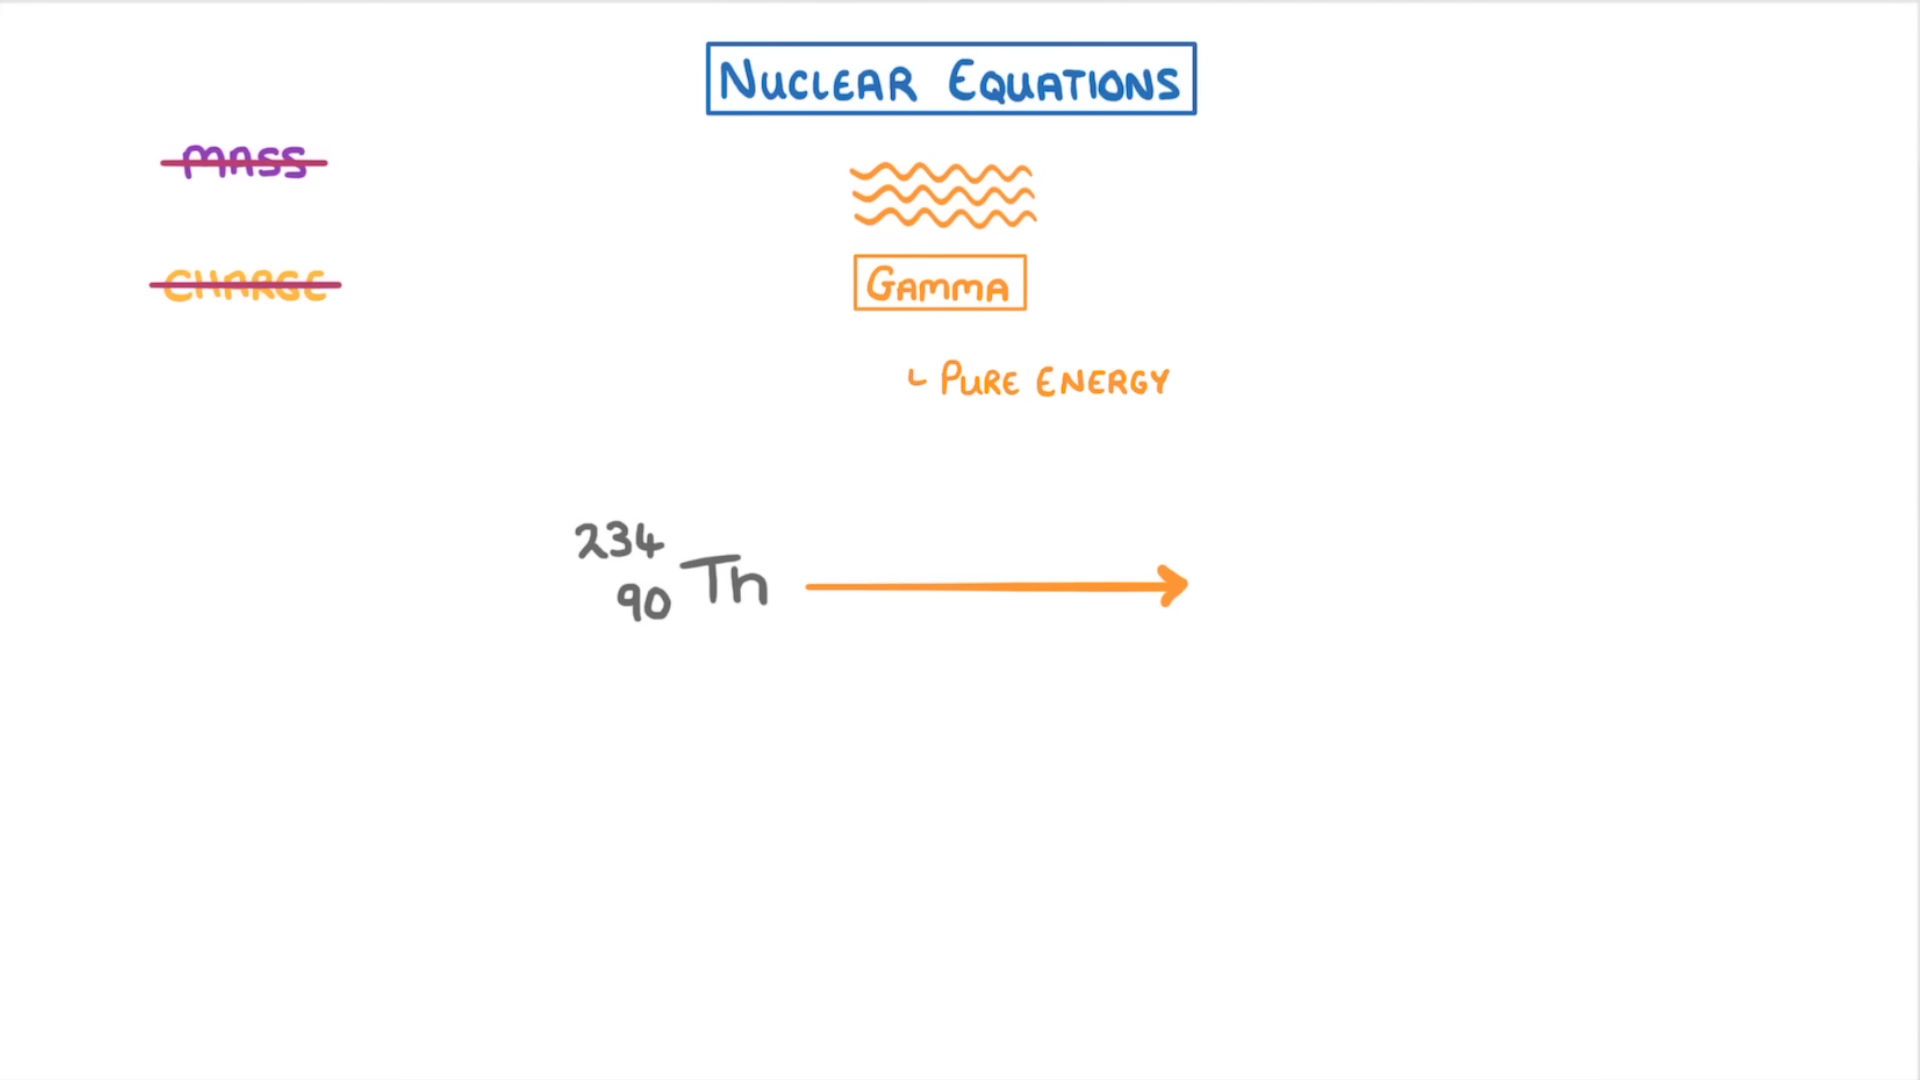 NUCLEAR EQUATIONS
MASS
CHARGE
GAMMA
PURE ENERGY
234
90 Th